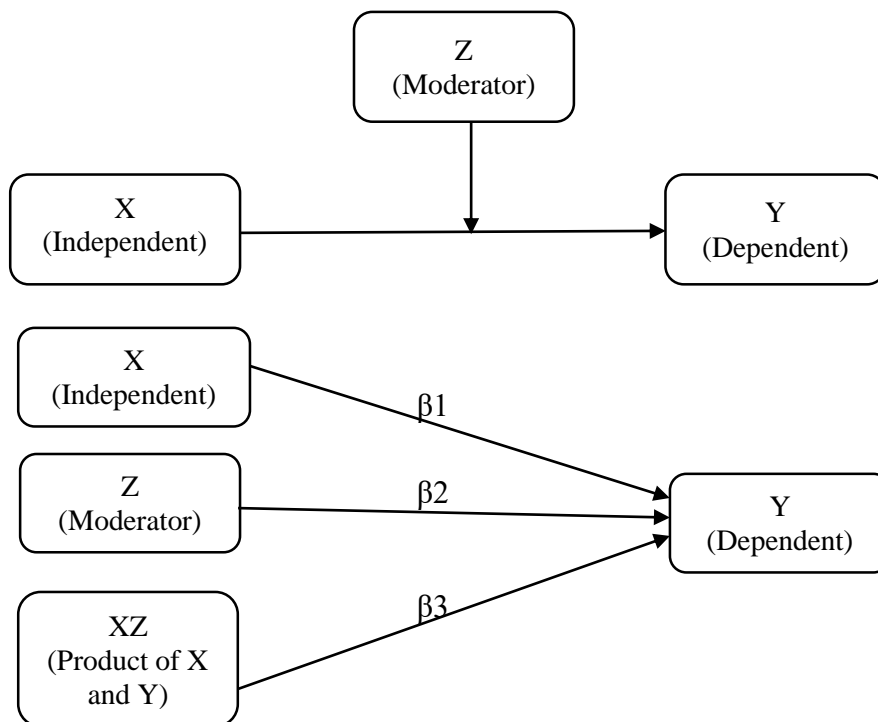 Z
(Moderator)
X
(Independent)
Y
(Dependent)
X
(Independent)
β1
Z
(Moderator)
β2
Y
(Dependent)
XZ
(Product of X
and Y)
β3